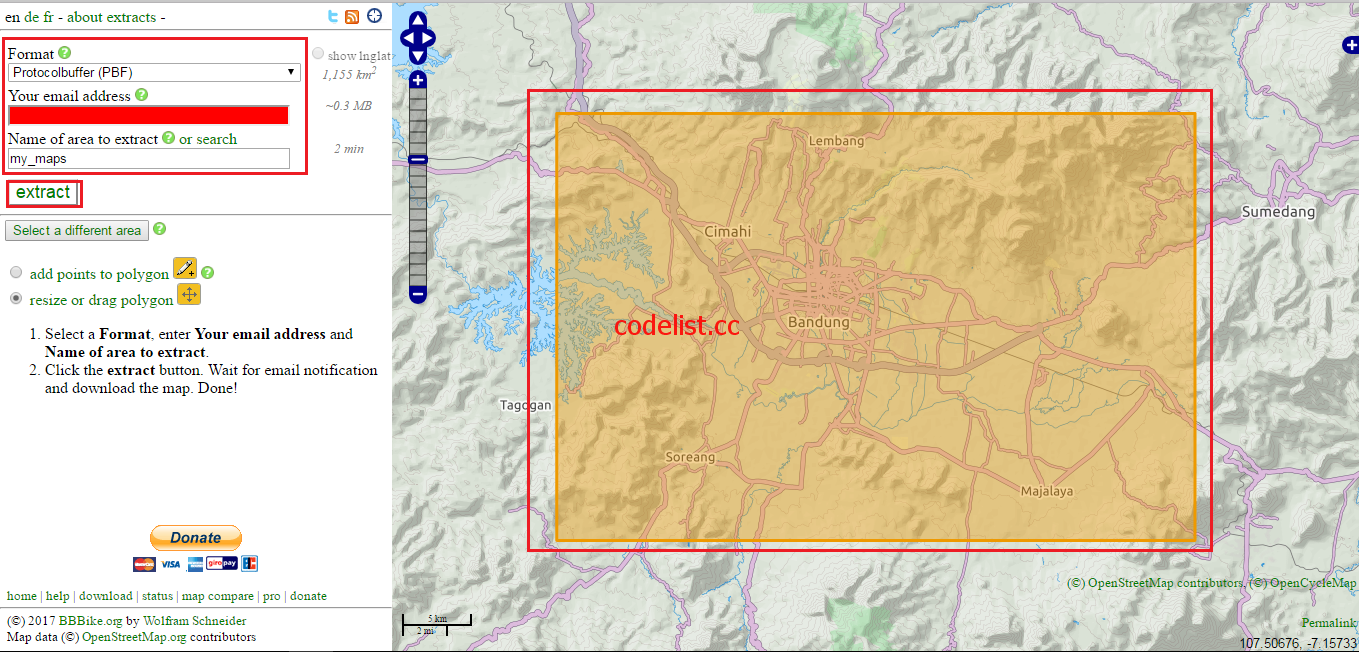 en de fr - about extracts -
Format
show lnglat
Protocolbuffer (PBF)
1,155 km²
Your email address
~0.3 MB
Name of area to extract or search
my_maps
2 min
extract
Select a different area
add points to polygon
resize or drag polygon
1. Select a Format, enter Your email address and
Name of area to extract.
2. Click the extract button. Wait for email notification
and download the map. Done!
Donate
MasterCard VISA giropay
home | help | download | status | map compare | pro | donate
(©) 2017 BBBike.org by Wolfram Schneider
Map data (©) OpenStreetMap.org contributors
Lembang
Sumedang
Cimahi
Bandung
codelist.cc
Tagogan
Soreang
Majalaya
(©) OpenStreetMap contributors, (©) OpenCycleMap
5 km
2 mi
Permalink
107.50676, -7.15733